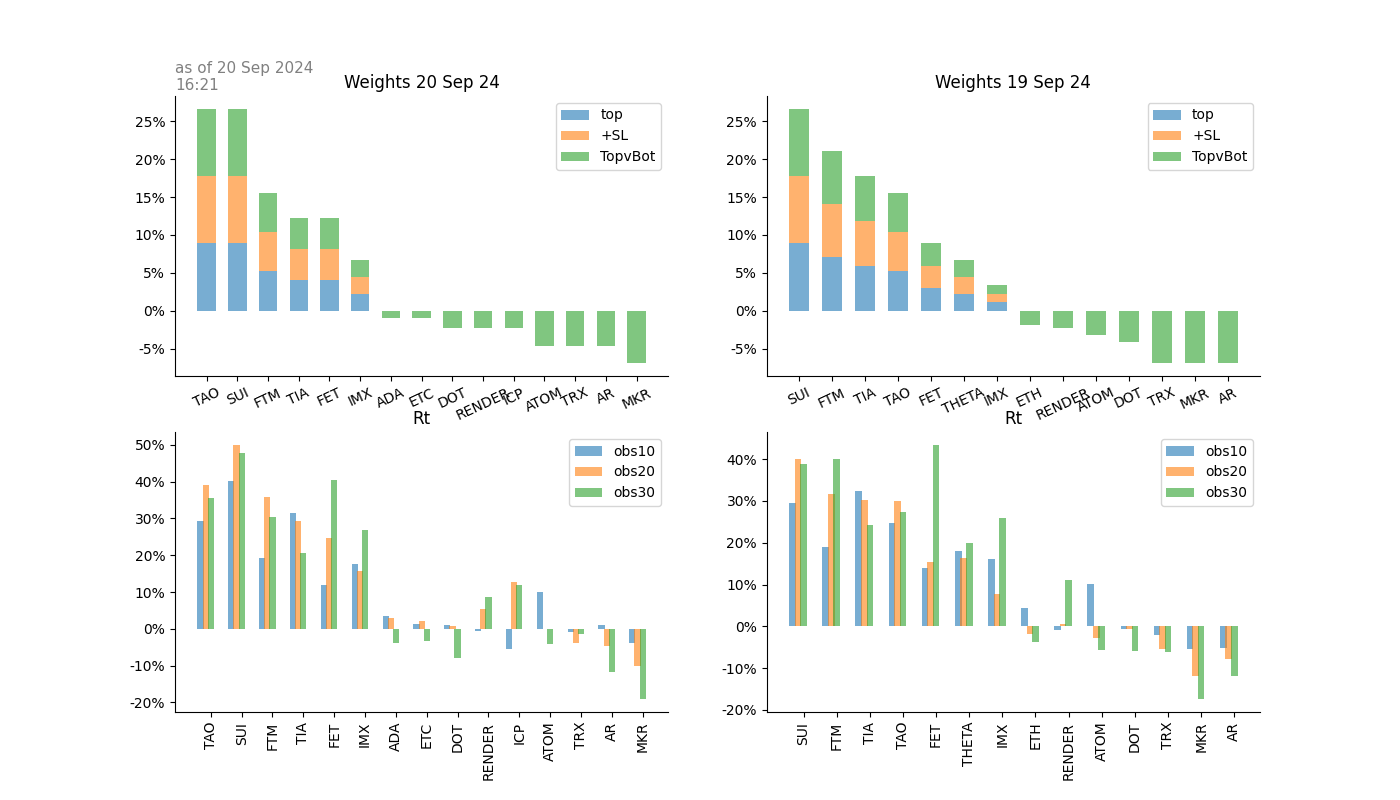 as of 20 Sep 2024
16:21
Weights 20 Sep 24
25%
20%
15%
10%
5%
0%
-5%
top
+SL
TopvBot
TAO SUI FTM TIA FET IMX ADA ETC DOT RENDER ICP ATOM TRX AR MKR
Weights 19 Sep 24
25%
20%
15%
10%
5%
0%
-5%
top
+SL
TopvBot
SUI FTM TIA TAO FET THETA IMX ETH RENDER ATOM DOT TRX MKR AR
Rt
50%
40%
30%
20%
10%
0%
-10%
-20%
obs10
obs20
obs30
TAO SUI FTM TIA FET IMX ADA ETC DOT RENDER ICP ATOM TRX AR MKR
Rt
40%
30%
20%
10%
0%
-10%
-20%
obs10
obs20
obs30
SUI FTM TIA TAO FET THETA IMX ETH RENDER ATOM DOT TRX MKR AR